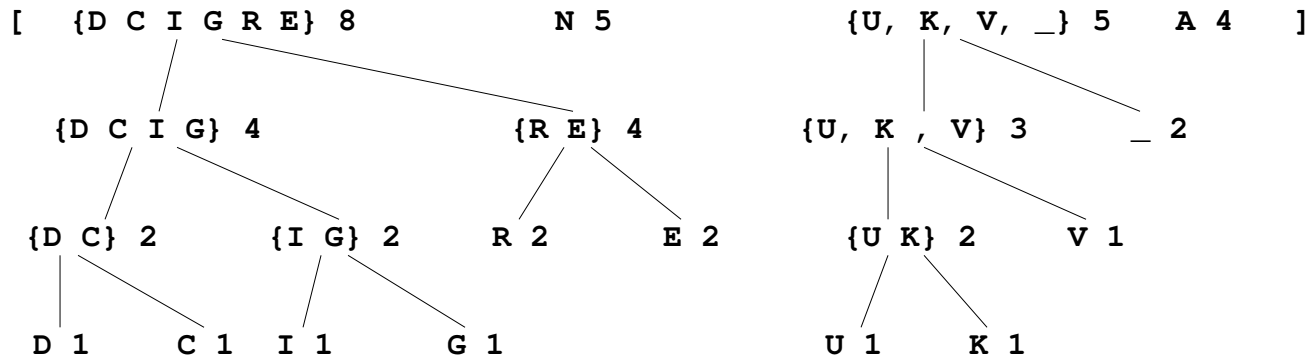 [ {D C I G R E} 8 N 5 {U, K, V, _} 5 A 4 ]
{D C I G} 4 {R E} 4 {U, K , V} 3 _ 2
{D C} 2 {I G} 2 R 2 E 2 {U K} 2 V 1
D 1 C 1 I 1 G 1 U 1 K 1